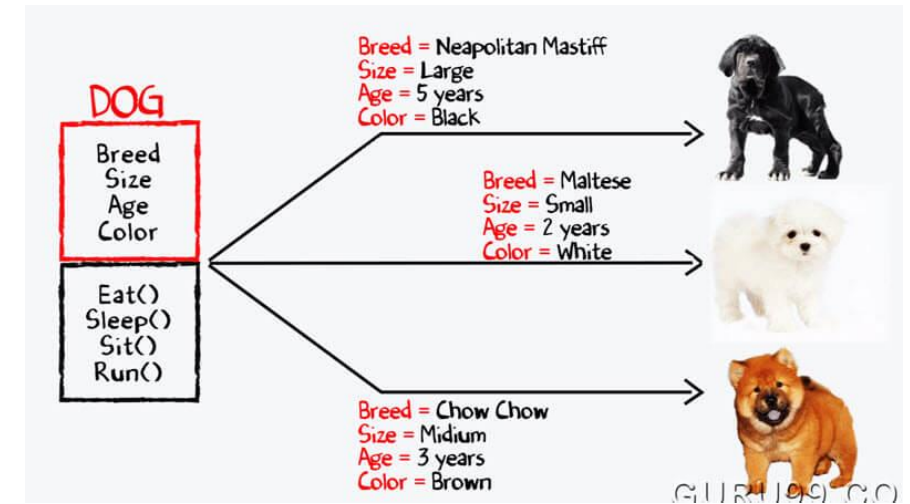 DOG
Breed
Size
Age
Color
Eat()
Sleep()
Sit()
Run()
Breed = Neapolitan Mastiff
Size = Large
Age = 5 years
Color = Black
Breed = Maltese
Size = Small
Age = 2 years
Color = White
Breed = Chow Chow
Size = Midium
Age = 3 years
Color = Brown
GURU99.CO